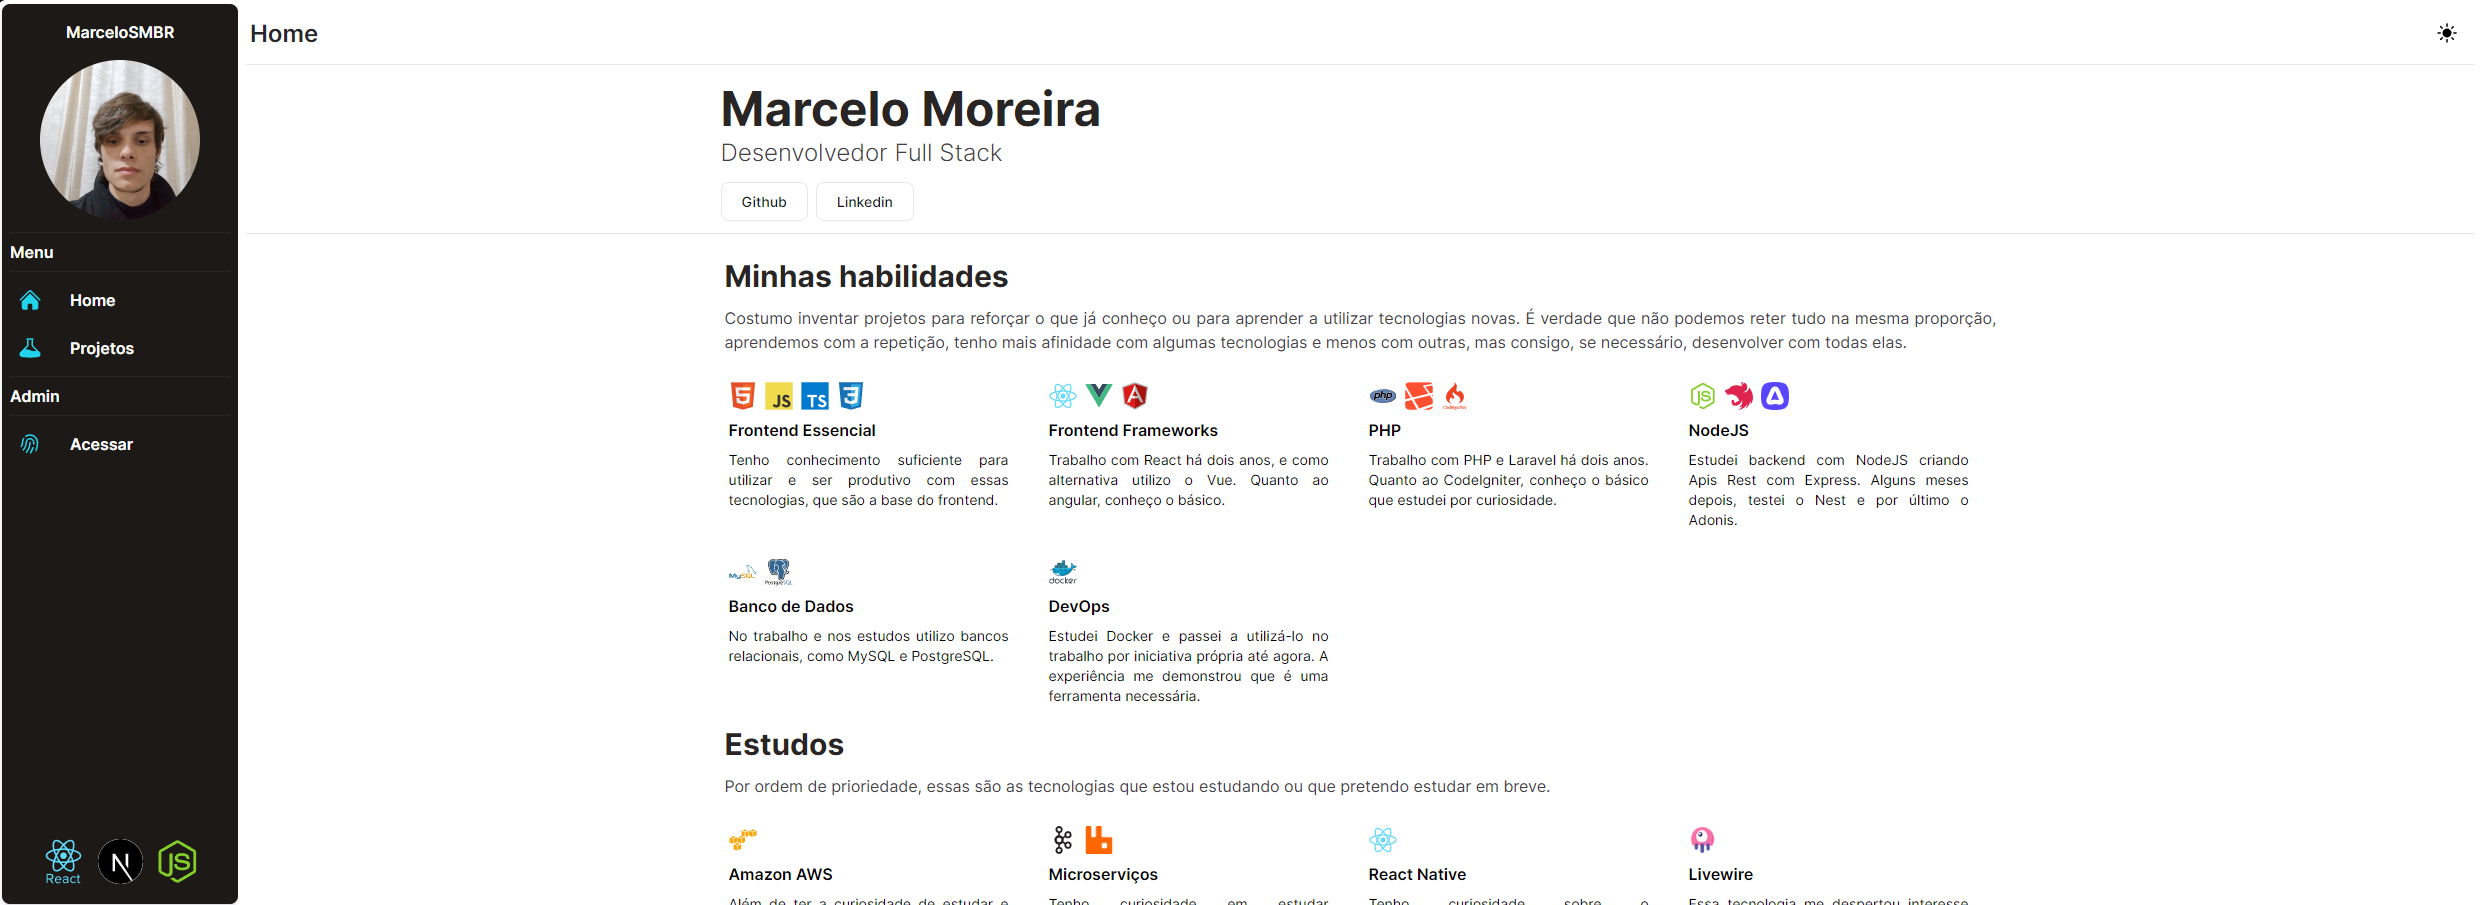 MarceloSMBR
Menu
Home
Projetos
Admin
Acessar
React
N
JS
Home
Marcelo Moreira
Desenvolvedor Full Stack
Github
Linkedin
Minhas habilidades
Costumo inventar projetos para reforçar o que já conheço ou para aprender a utilizar tecnologias novas. É verdade que não podemos reter tudo na mesma proporção,
aprendemos com a repetição, tenho mais afinidade com algumas tecnologias e menos com outras, mas consigo, se necessário, desenvolver com todas elas.
5 JS TS 3
Frontend Essencial
Tenho conhecimento suficiente para
utilizar e ser produtivo com essas
tecnologias, que são a base do frontend.
Frontend Frameworks
Trabalho com React há dois anos, e como
alternativa utilizo o Vue. Quanto ao
angular, conheço o básico.
php
CodeIgniter
PHP
Trabalho com PHP e Laravel há dois anos.
Quanto ao CodeIgniter, conheço o básico
que estudei por curiosidade.
JS
NodeJS
Estudei backend com NodeJS criando
Apis Rest com Express. Alguns meses
depois, testei o Nest e por último o
Adonis.
MySQL
PostgreSQL
Banco de Dados
No trabalho e nos estudos utilizo bancos
relacionais, como MySQL e PostgreSQL.
docker
DevOps
Estudei Docker e passei a utilizá-lo no
trabalho por iniciativa própria até agora. A
experiência me demonstrou que é uma
ferramenta necessária.
Estudos
Por ordem de prioriedade, essas são as tecnologias que estou estudando ou que pretendo estudar em breve.
Amazon AWS
Além de ter a curiosidade de estudar e
Microserviços
Tenho curiosidade em estudar
React Native
Tenho curiosidade sobre o
Livewire
Essa tecnologia me despertou interesse